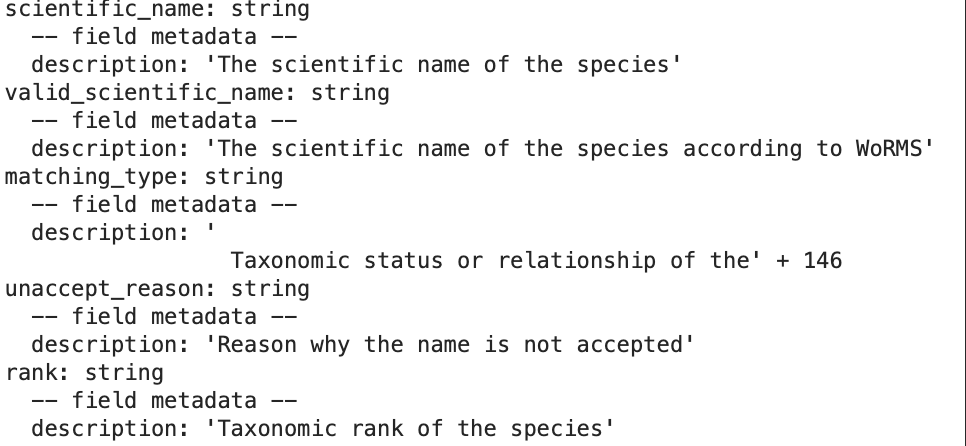 scientific_name: string
  -- field metadata --
  description: 'The scientific name of the species'
valid_scientific_name: string
  -- field metadata --
  description: 'The scientific name of the species according to WoRMS'
matching_type: string
  -- field metadata --
  description: '
                 Taxonomic status or relationship of the' + 146
unaccept_reason: string
  -- field metadata --
  description: 'Reason why the name is not accepted'
rank: string
  -- field metadata --
  description: 'Taxonomic rank of the species'